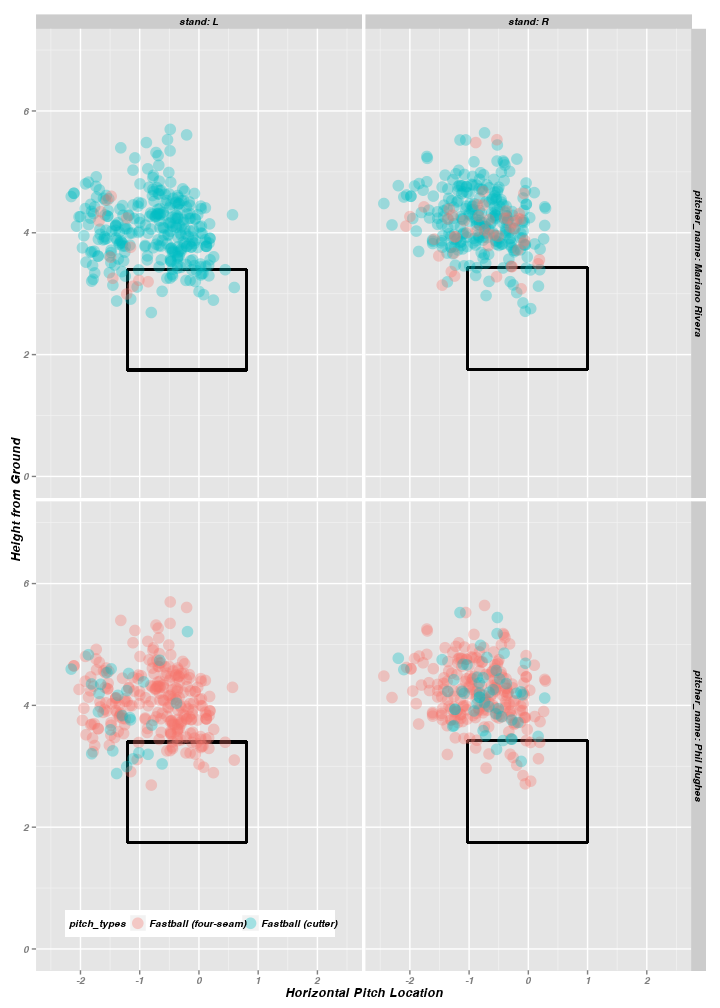 stand: L
stand: R
6
4
2
0
pitcher_name: Mariano Rivera
Height from Ground
6
4
2
0
pitcher_name: Phil Hughes
pitch_types Fastball (four-seam) Fastball (cutter)
-2 -1 0 1 2
-2 -1 0 1 2
Horizontal Pitch Location